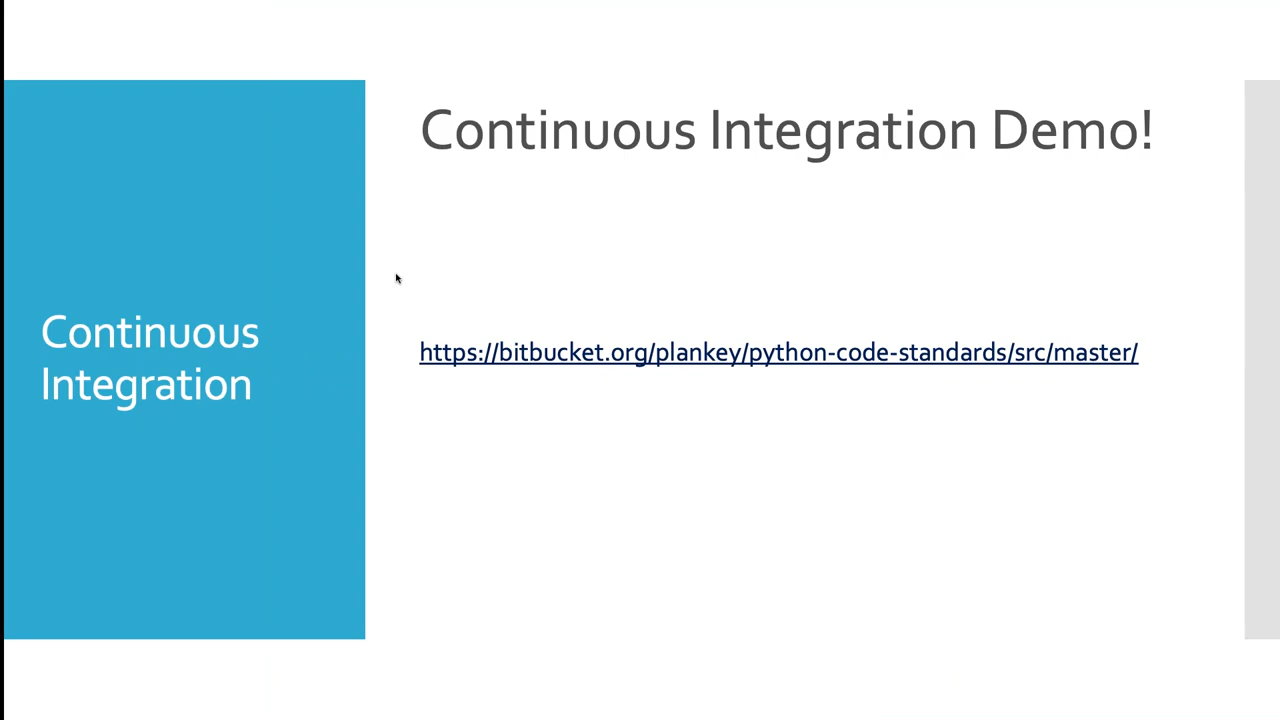 Continuous
Integration
Continuous Integration Demo!
https://bitbucket.org/plankey/python-code-standards/src/master/